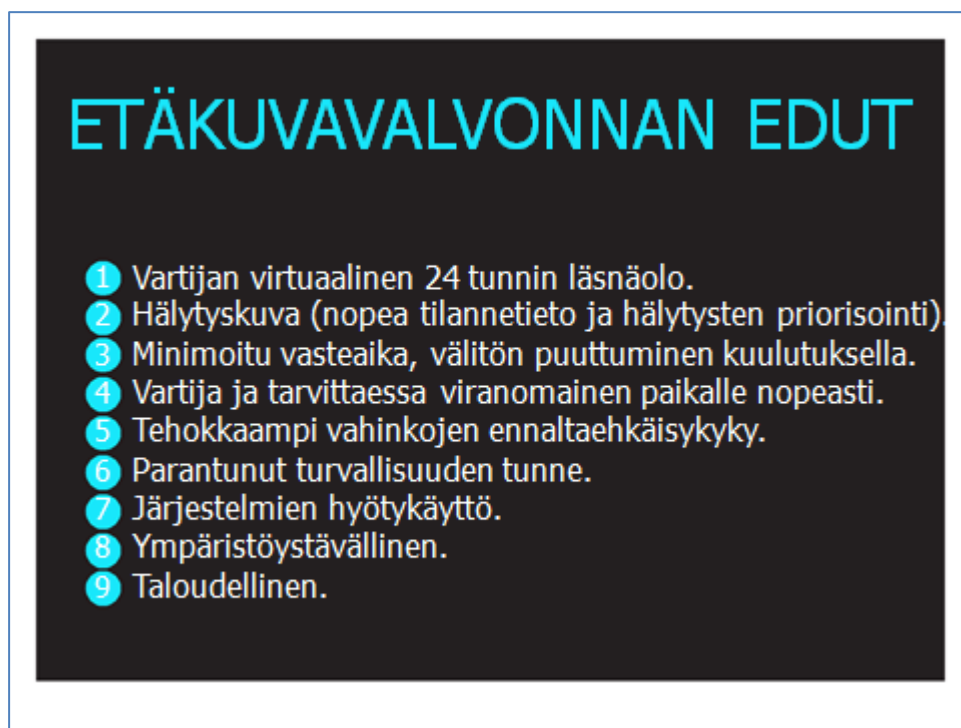 ETÄKUVAVALVONNAN EDUT
1 Vartijan virtuaalinen 24 tunnin läsnäolo.
2 Hälytyskuva (nopea tilannetieto ja hälytysten priorisointi).
3 Minimoitu vasteaika, välitön puuttuminen kuulutuksella.
4 Vartija ja tarvittaessa viranomainen paikalle nopeasti.
5 Tehokkaampi vahinkojen ennaltaehkäisykyky.
6 Parantunut turvallisuuden tunne.
7 Järjestelmien hyötykäyttö.
8 Ympäristöystävällinen.
9 Taloudellinen.